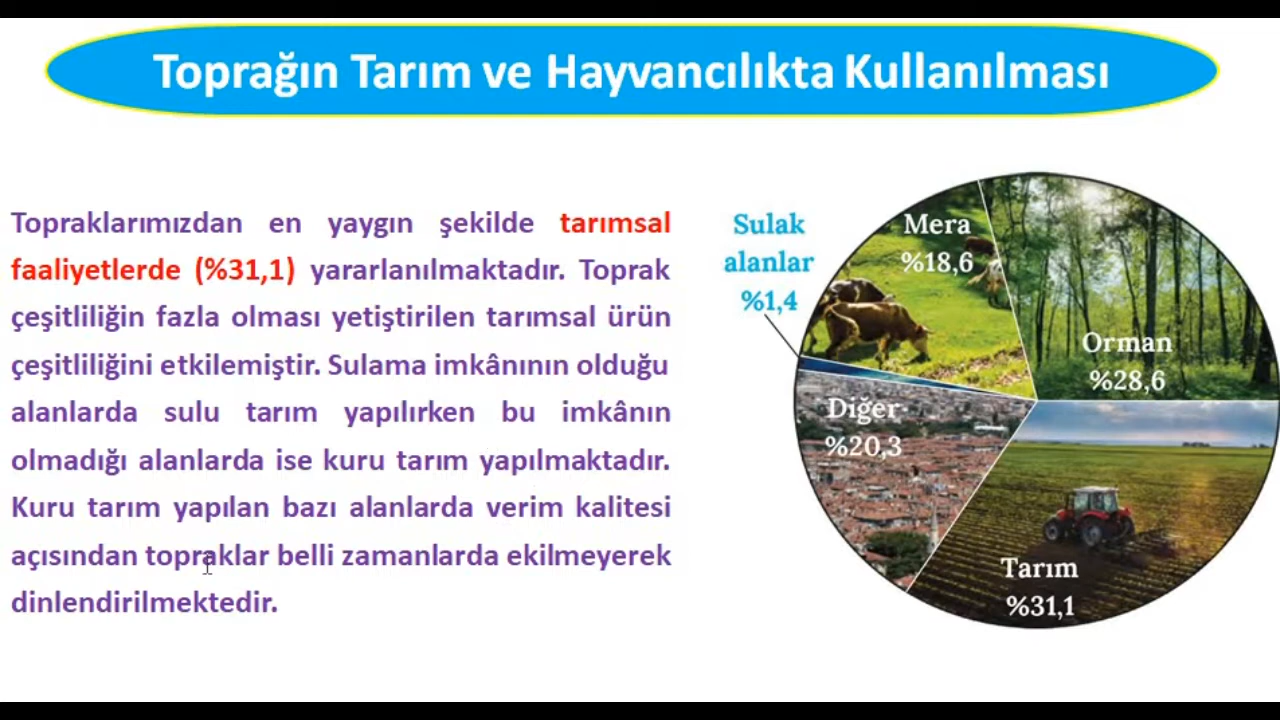 Toprağın Tarım ve Hayvancılıkta Kullanılması
Topraklarımızdan en yaygın şekilde tarımsal
faaliyetlerde (%31,1) yararlanılmaktadır. Toprak
çeşitliliğin fazla olması yetiştirilen tarımsal ürün
çeşitliliğini etkilemiştir. Sulama imkânının olduğu
alanlarda sulu tarım yapılırken bu imkânın
olmadığı alanlarda ise kuru tarım yapılmaktadır.
Kuru tarım yapılan bazı alanlarda verim kalitesi
açısından topraklar belli zamanlarda ekilmeyerek
dinlendirilmektedir.
Sulak
alanlar
%1,4
Mera
%18,6
Orman
%28,6
Diğer
%20,3
Tarım
%31,1